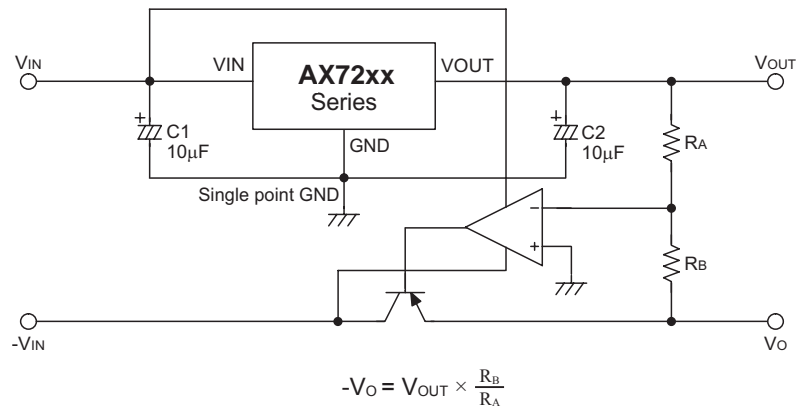 VIN
VIN
AX72xx
Series
VOUT
VOUT
GND
+
C1
10μF
+
C2
10μF
RA
Single point GND
−
+
RB
-VIN
VO
-VO = VOUT × RB/RA